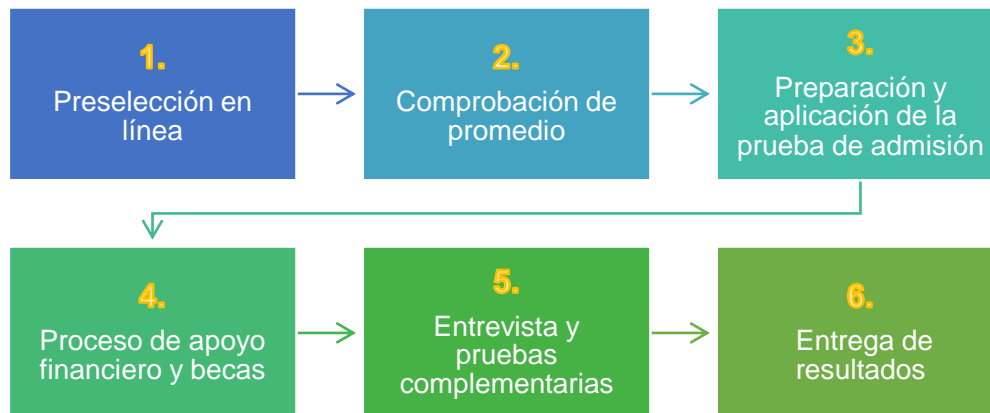 1.
Preselección en
línea
2.
Comprobación de
promedio
3.
Preparación y
aplicación de la
prueba de admisión
4.
Proceso de apoyo
financiero y becas
5.
Entrevista y
pruebas
complementarias
6.
Entrega de
resultados